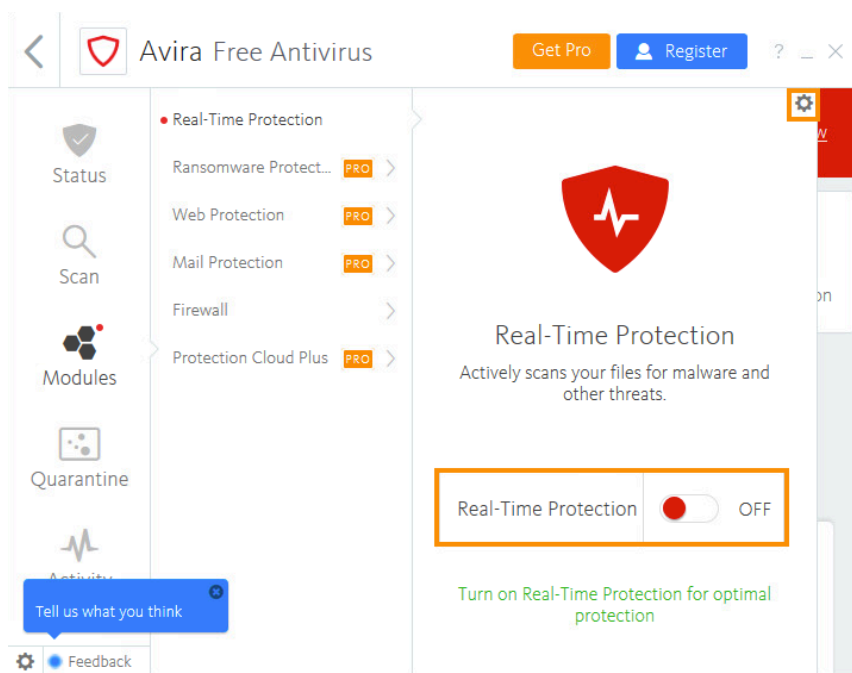 Avira Free Antivirus
Get Pro
Register
?
Status
Scan
Modules
Quarantine
Activity
Tell us what you think
Feedback
Real-Time Protection
Ransomware Protect...
PRO
Web Protection
PRO
Mail Protection
PRO
Firewall
Protection Cloud Plus
PRO
Real-Time Protection
Actively scans your files for malware and
other threats.
Real-Time Protection
OFF
Turn on Real-Time Protection for optimal
protection